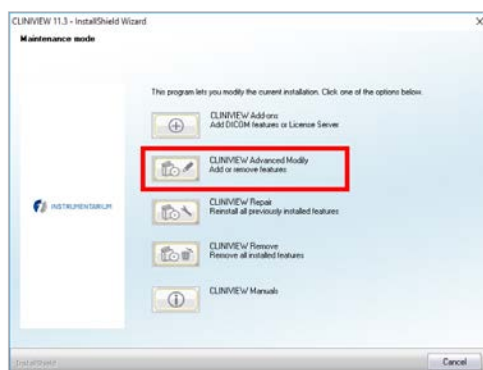 CLINIVIEW 11.3 - InstallShield Wizard
Maintenance mode
This program lets you modify the current installation. Click one of the options below.
CLINIVIEW Add-ons
Add DICOM features or License Server
CLINIVIEW Advanced Modify
Add or remove features
CLINIVIEW Repair
Reinstall all previously installed features
CLINIVIEW Remove
Remove all installed features
CLINIVIEW Manuals
INSTRUMENTARIUM
InstallShield
Cancel